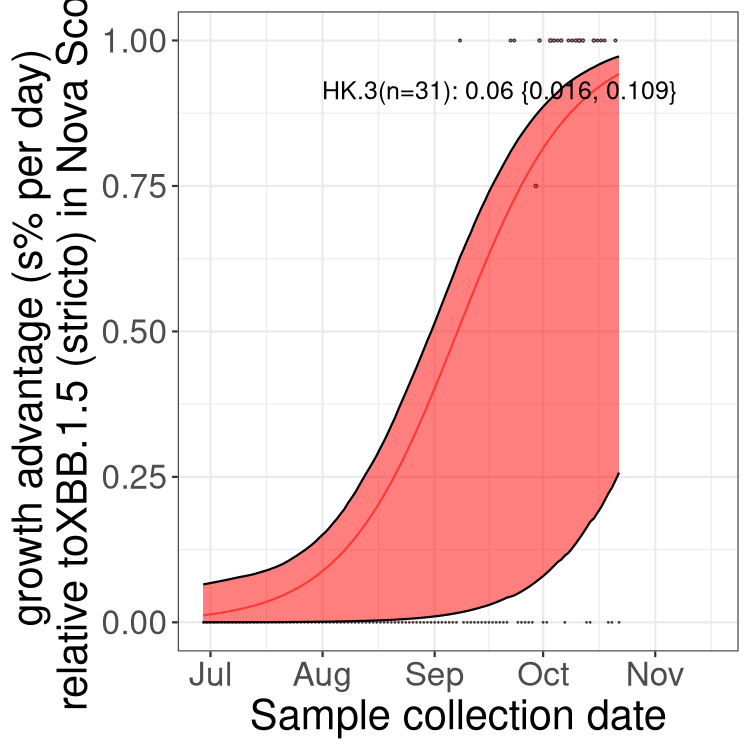 growth advantage (s% per day)
relative toXBB.1.5 (stricto) in Nova Sco
1.00
0.75
0.50
0.25
0.00
HK.3(n=31): 0.06 {0.016, 0.109}
Jul Aug Sep Oct Nov
Sample collection date